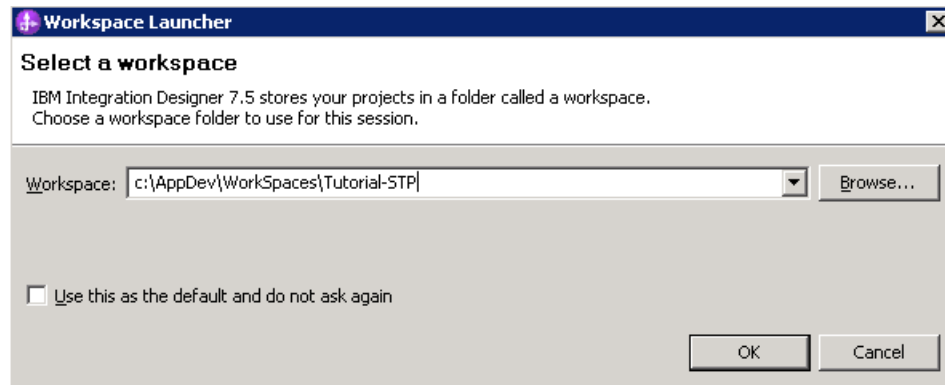 Workspace Launcher
Select a workspace
IBM Integration Designer 7.5 stores your projects in a folder called a workspace.
Choose a workspace folder to use for this session.
Workspace: c:\AppDev\WorkSpaces\Tutorial-STP Browse...
Use this as the default and do not ask again
OK Cancel